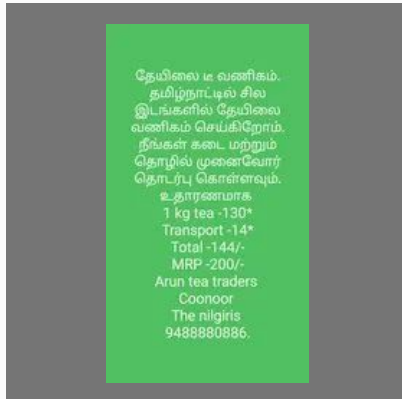 தேயிலை டீ வணிகம்.
தமிழ்நாட்டில் சில
இடங்களில் தேயிலை
வணிகம் செய்கிறோம்.
நீங்கள் கடை மற்றும்
தொழில் முனைவோர்
தொடர்பு கொள்ளவும்.
உதாரணமாக
1 kg tea -130*
Transport -14*
Total -144/-
MRP -200/-
Arun tea traders
Coonoor
The nilgiris
9488880886.